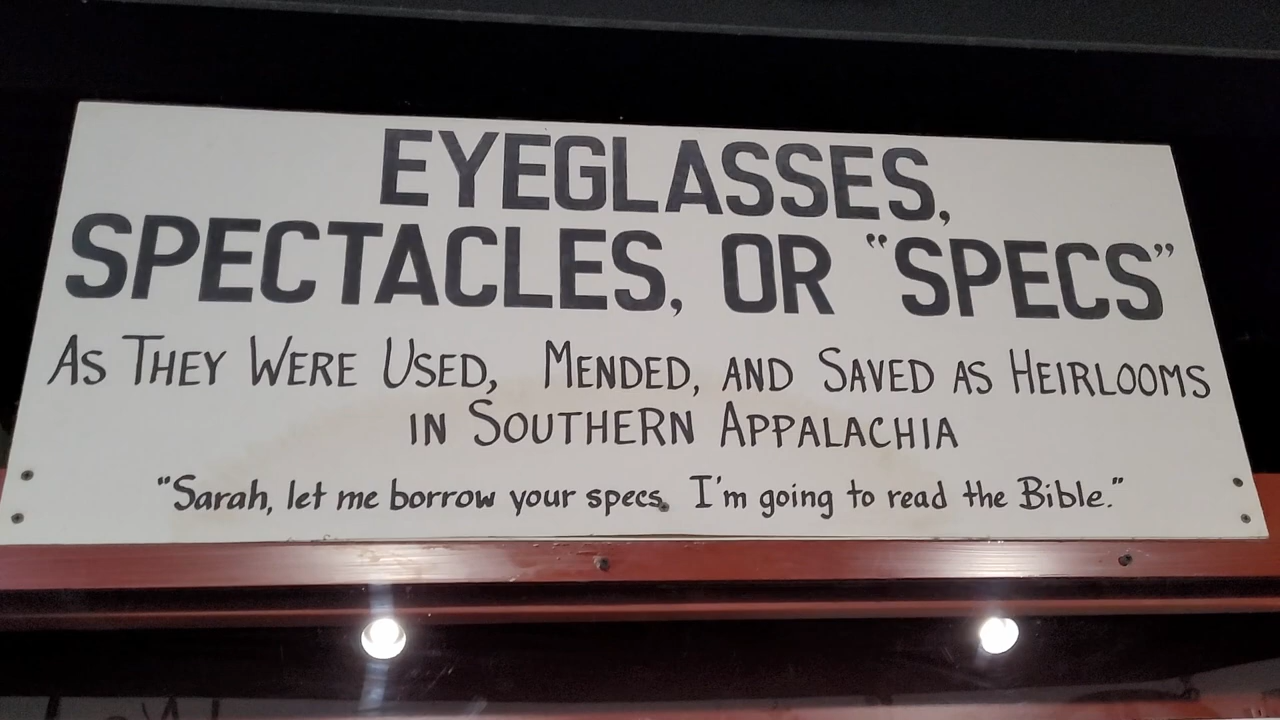 EYEGLASSES,
SPECTACLES, OR "SPECS"
AS THEY WERE USED, MENDED, AND SAVED AS HEIRLOOMS
IN SOUTHERN APPALACHIA
"Sarah, let me borrow your specs. I'm going to read the Bible."